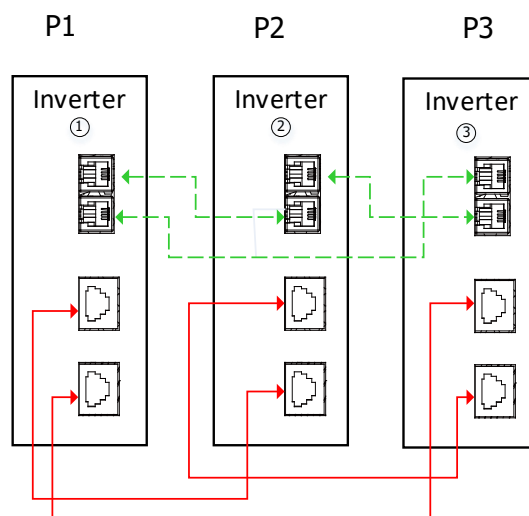 P1 P2 P3
Inverter Inverter Inverter
① ② ③